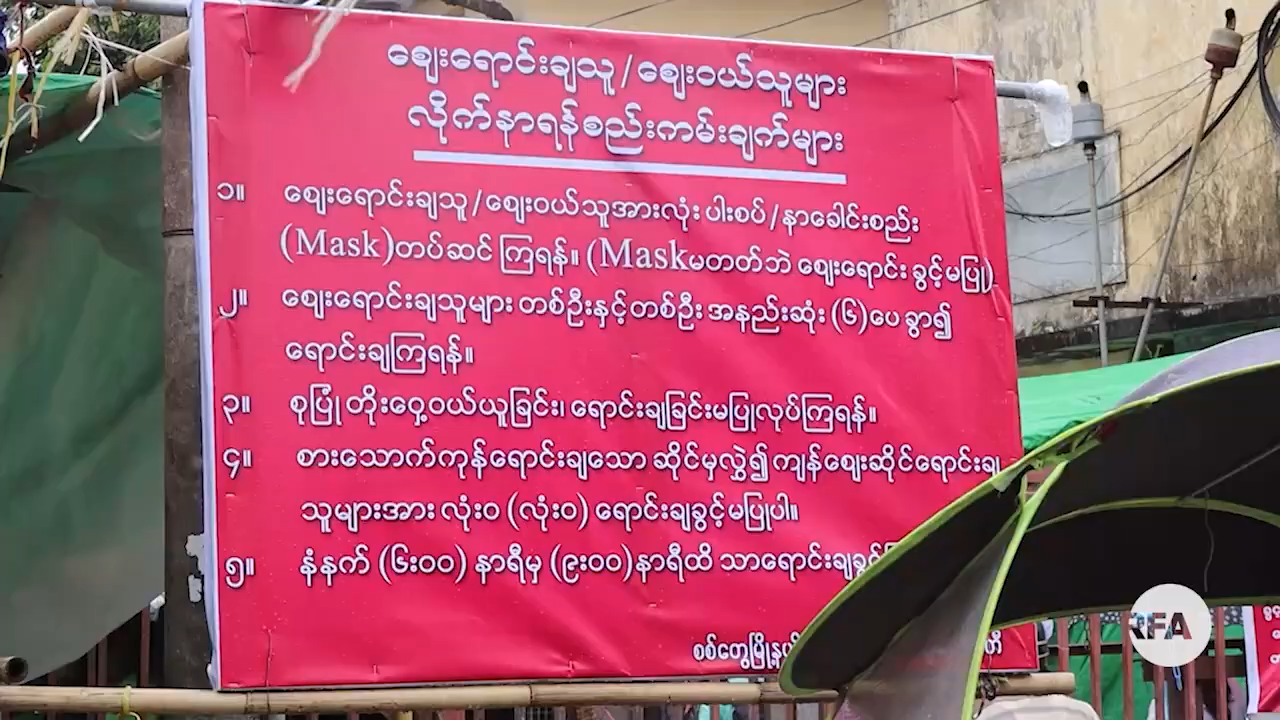 ဈေးရောင်းချသူ/ဈေးဝယ်သူများ
လိုက်နာရန်စည်းကမ်းချက်များ
၁။ ဈေးရောင်းချသူ/ဈေးဝယ်သူအားလုံး ပါးစပ်/နှာခေါင်းစည်း
(Mask)တပ်ဆင် ကြရန်။ (Maskမတတ်ဘဲ ဈေးရောင်း ခွင့်မပြု)
၂။ ဈေးရောင်းချသူများ တစ်ဦးနှင့်တစ်ဦး အနည်းဆုံး (၆)ပေ ခွာ၍
ရောင်းချကြရန်။
၃။ စုပြုံ တိုးဝှေ့ဝယ်ယူခြင်း၊ ရောင်းချခြင်းမပြုလုပ်ကြရန်။
၄။ စားသောက်ကုန်ရောင်းချသော ဆိုင်မှလွှဲ၍ ကျန်ဈေးဆိုင်ရောင်းချ
သူများအား လုံးဝ (လုံးဝ) ရောင်းချခွင့်မပြုပါ။
၅။ နံနက် (၆း၀၀) နာရီမှ (၉း၀၀)နာရီထိ သာရောင်းချခွင့်
စစ်တွေမြို့နယ်
RFA